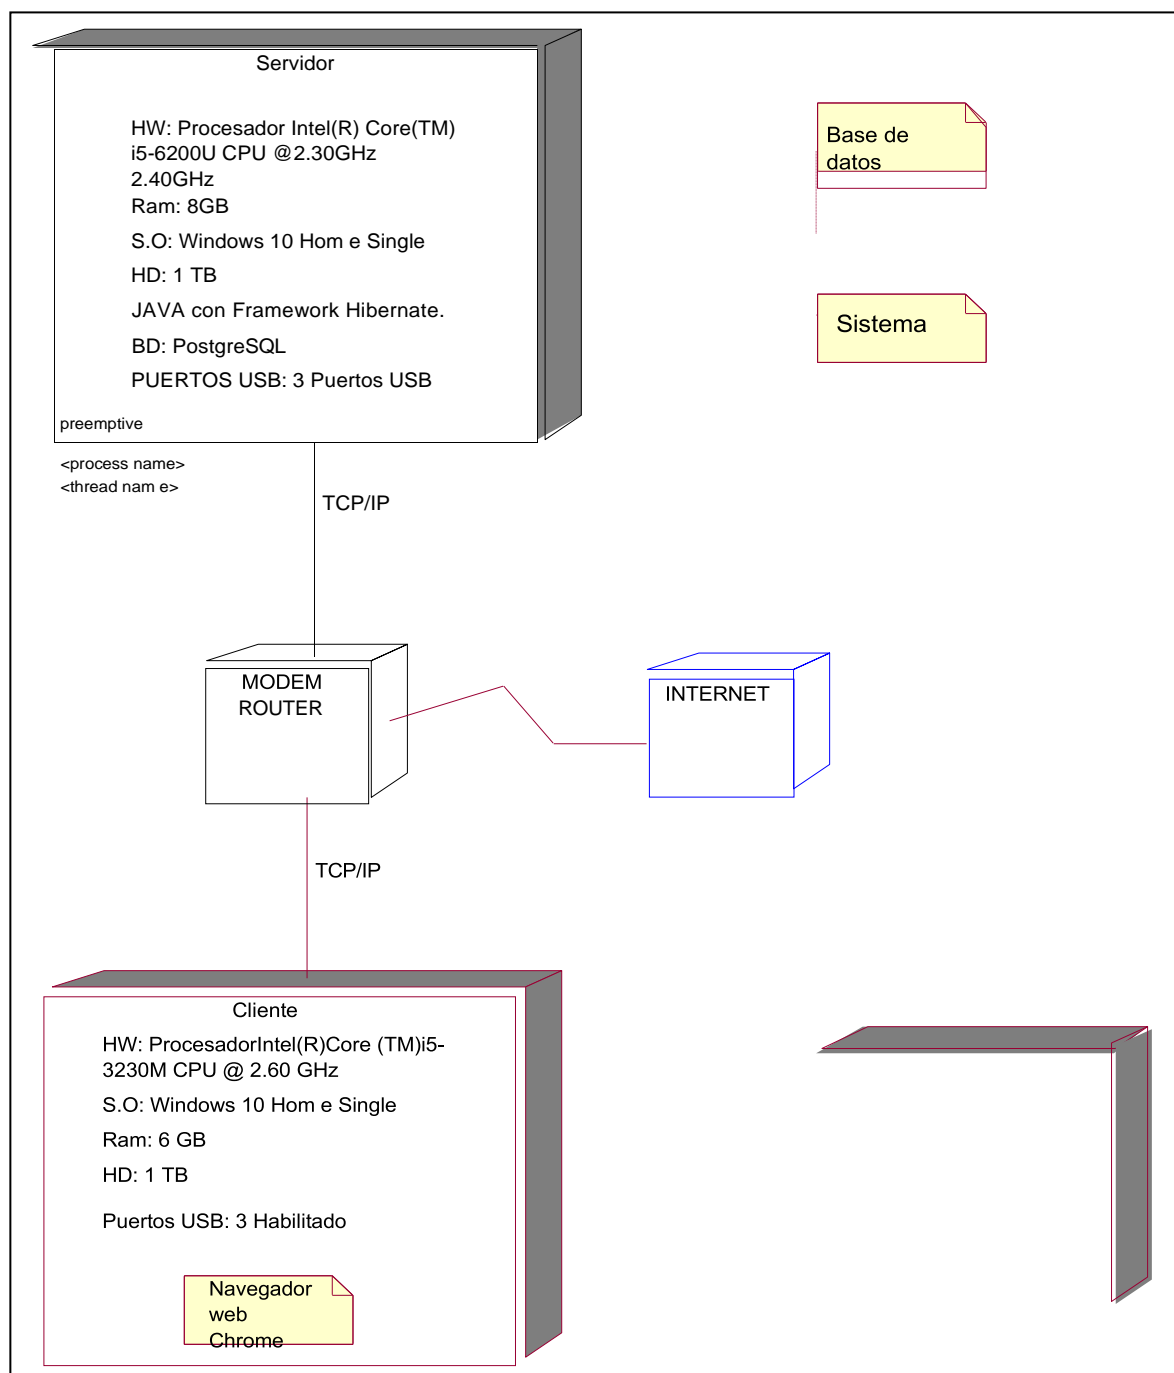 Servidor
HW: Procesador Intel(R) Core(TM)
i5-6200U CPU @2.30GHz
2.40GHz
Ram: 8GB
S.O: Windows 10 Hom e Single
HD: 1 TB
JAVA con Framework Hibernate.
BD: PostgreSQL
PUERTOS USB: 3 Puertos USB
preemptive
<process name>
<thread nam e>
Base de
datos
Sistema
TCP/IP
MODEM
ROUTER
INTERNET
TCP/IP
Cliente
HW: ProcesadorIntel(R)Core (TM)i5-
3230M CPU @ 2.60 GHz
S.O: Windows 10 Hom e Single
Ram: 6 GB
HD: 1 TB
Puertos USB: 3 Habilitado
Navegador
web
Chrome